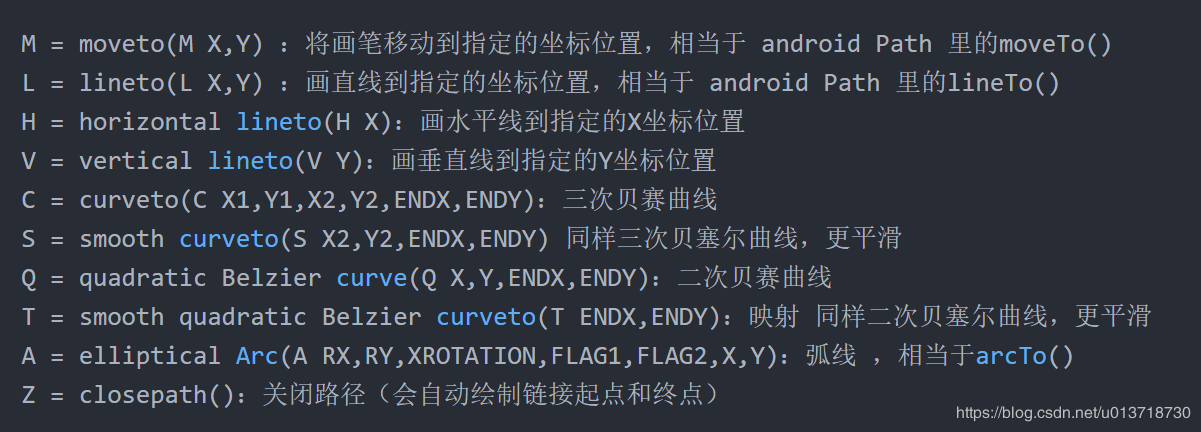 M = moveto(M X,Y) ：将画笔移动到指定的坐标位置，相当于 android Path 里的moveTo()
L = lineto(L X,Y) ：画直线到指定的坐标位置，相当于 android Path 里的lineTo()
H = horizontal lineto(H X)：画水平线到指定的X坐标位置
V = vertical lineto(V Y)：画垂直线到指定的Y坐标位置
C = curveto(C X1,Y1,X2,Y2,ENDX,ENDY)：三次贝赛曲线
S = smooth curveto(S X2,Y2,ENDX,ENDY) 同样三次贝塞尔曲线，更平滑
Q = quadratic Belzier curve(Q X,Y,ENDX,ENDY)：二次贝赛曲线
T = smooth quadratic Belzier curveto(T ENDX,ENDY)：映射 同样二次贝塞尔曲线，更平滑
A = elliptical Arc(A RX,RY,XROTATION,FLAG1,FLAG2,X,Y)：弧线 ，相当于arcTo()
Z = closepath()：关闭路径（会自动绘制链接起点和终点）
https://blog.csdn.net/u013718730